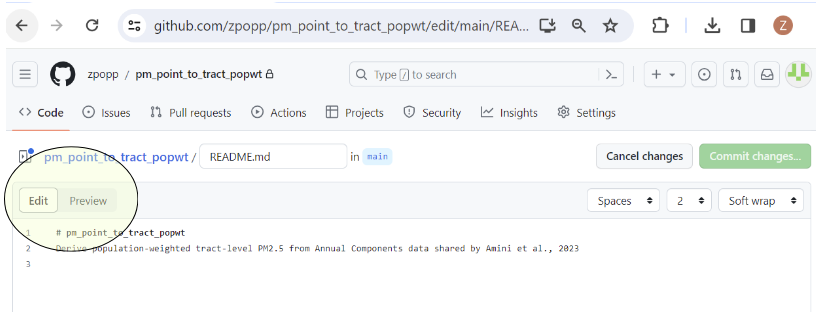 github.com/zpopp/pm_point_to_tract_popwt/edit/main/REA...
Z
zpopp / pm_point_to_tract_popwt
Type / to search
Code Issues Pull requests Actions Projects Security Insights Settings
pm_point_to_tract_popwt / README.md in main
Cancel changes Commit changes...
Edit Preview
Spaces 2 Soft wrap
1 # pm_point_to_tract_popwt
2 Derive population-weighted tract-level PM2.5 from Annual Components data shared by Amini et al., 2023
3